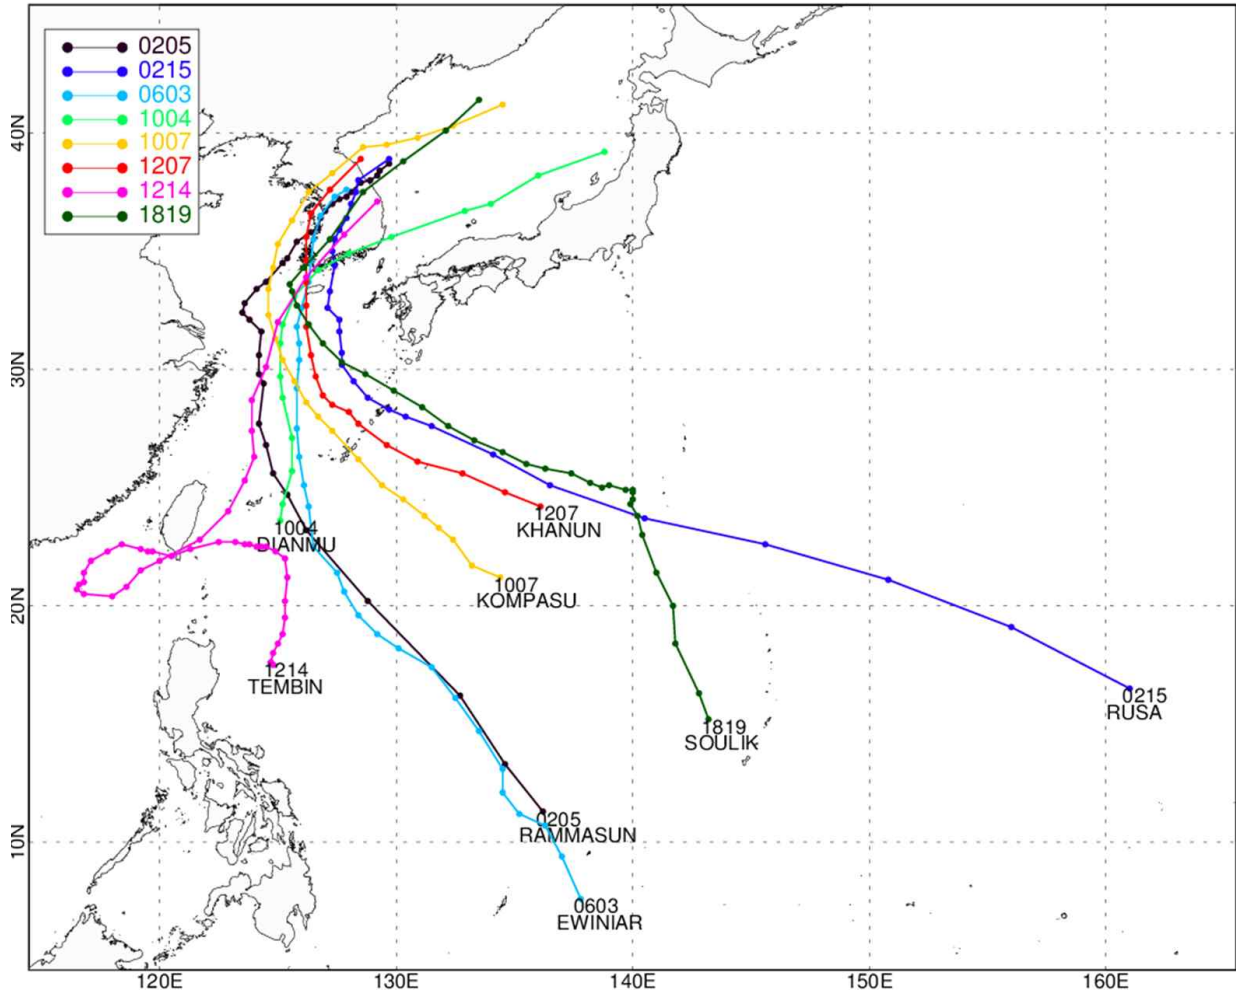 0205
0215
0603
1004
1007
1207
1214
1819
40N
30N
20N
10N
1004
DIANMU
1207
KHANUN
1007
KOMPASU
1214
TEMBIN
0215
RUSA
1819
SOULIK
0205
RAMMASUN
0603
EWINIAR
120E
130E
140E
150E
160E